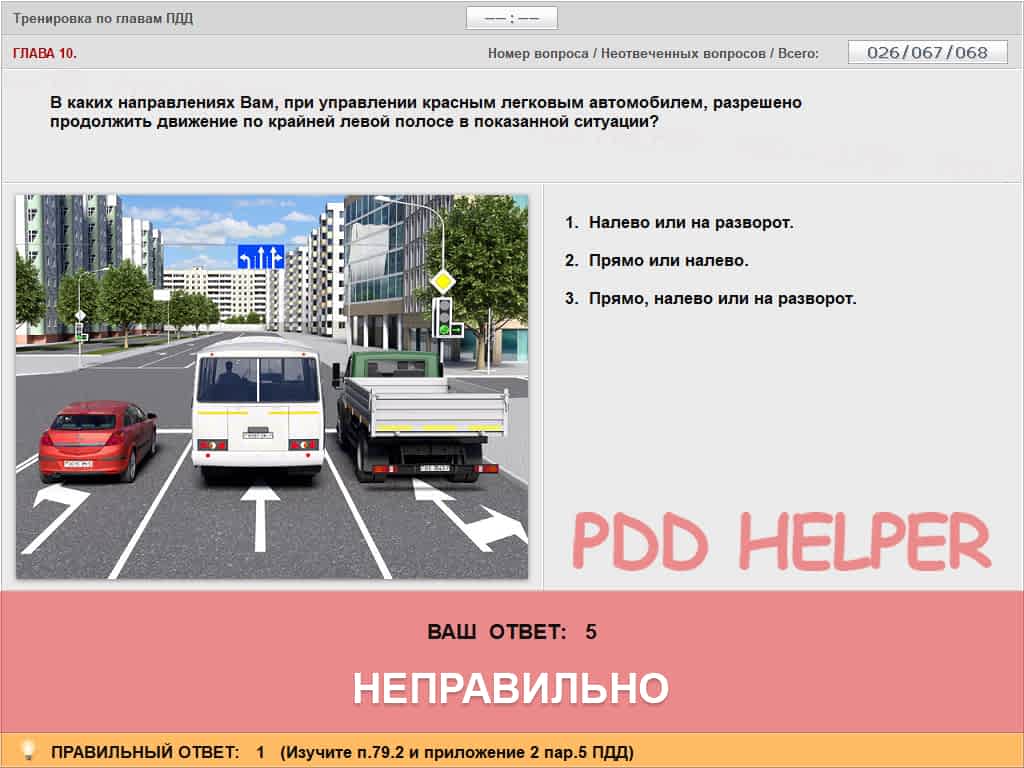 Тренировка по главам ПДД
—— : ——
ГЛАВА 10.
Номер вопроса / Неотвеченных вопросов / Всего:
026/067/068
В каких направлениях Вам, при управлении красным легковым автомобилем, разрешено
продолжить движение по крайней левой полосе в показанной ситуации?
1. Налево или на разворот.
2. Прямо или налево.
3. Прямо, налево или на разворот.
PDD HELPER
ВАШ ОТВЕТ: 5
НЕПРАВИЛЬНО
ПРАВИЛЬНЫЙ ОТВЕТ: 1 (Изучите п.79.2 и приложение 2 пар.5 ПДД)